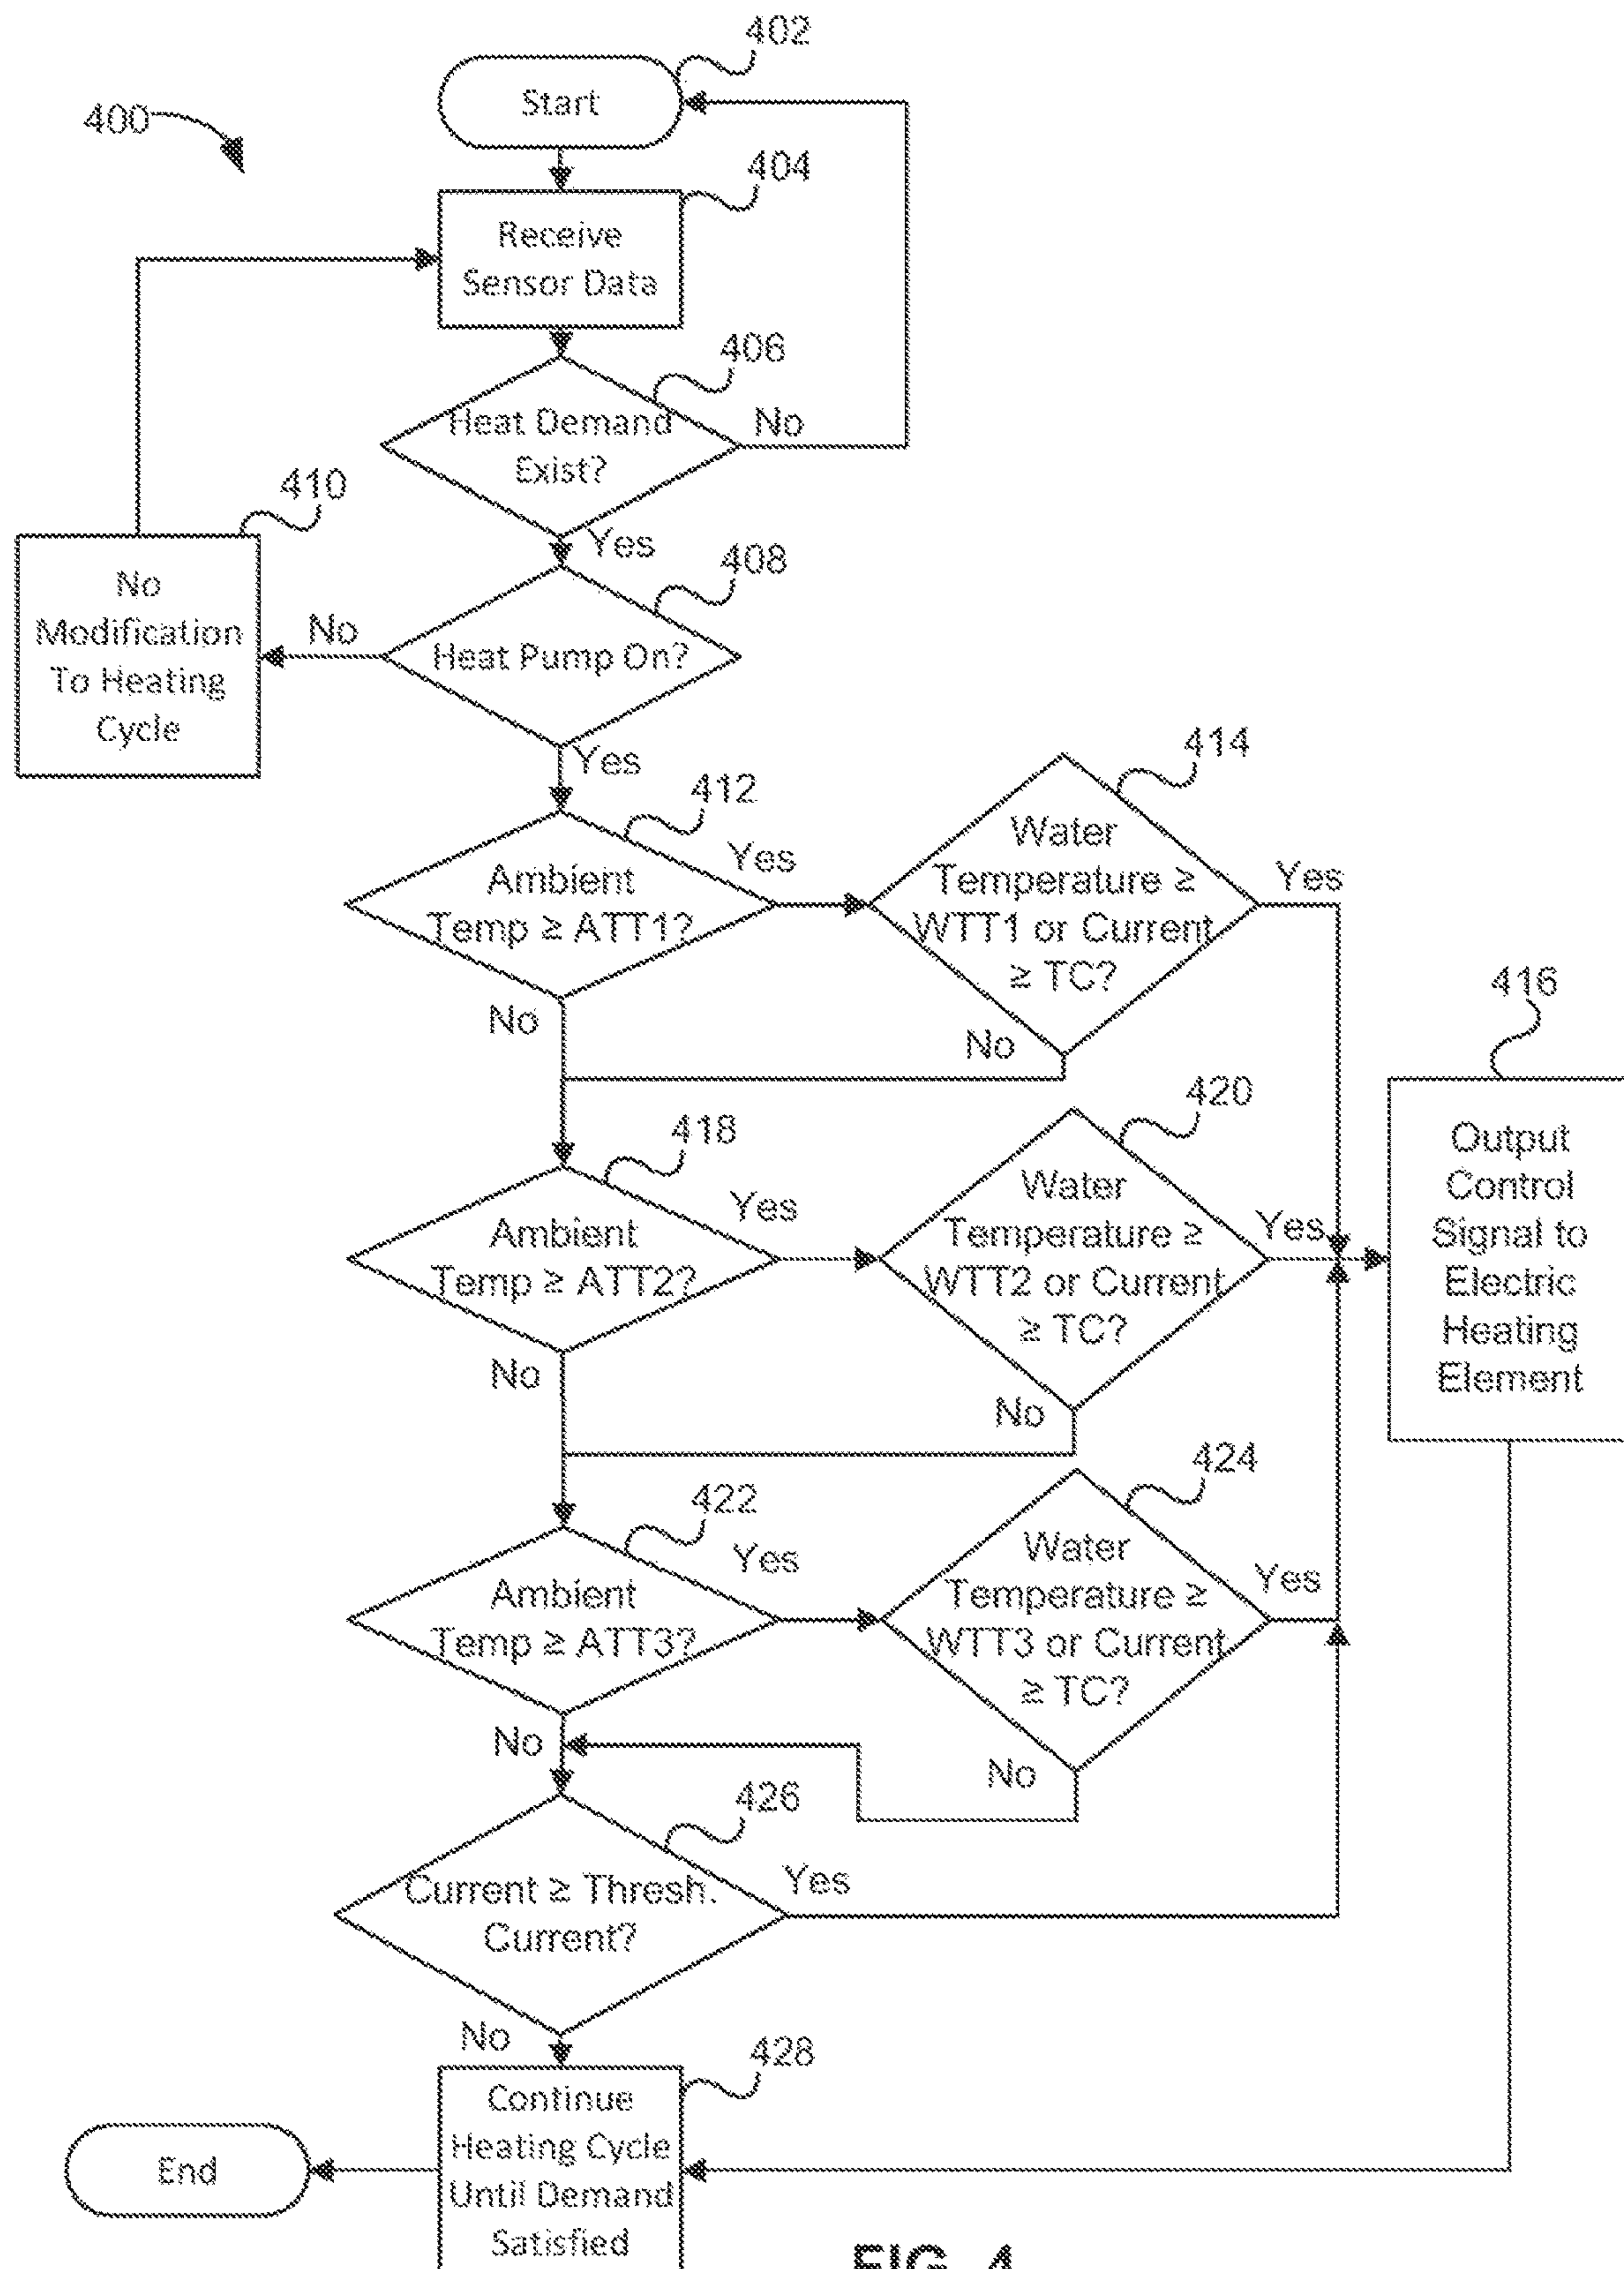 402
Start
400
404
Receive
Sensor Data
406
Heat Demand
Exist?
No
Yes
410
No
Modification
To Heating
Cycle
408
Heat Pump On?
No
Yes
412
Ambient
Temp ≥ ATT1?
Yes
No
414
Water
Temperature ≥
WTT1 or Current
≥ TC?
Yes
No
416
Output
Control
Signal to
Electric
Heating
Element
418
Ambient
Temp ≥ ATT2?
Yes
No
420
Water
Temperature ≥
WTT2 or Current
≥ TC?
Yes
No
422
Ambient
Temp ≥ ATT3?
Yes
No
424
Water
Temperature ≥
WTT3 or Current
≥ TC?
Yes
No
426
Current ≥ Thresh.
Current?
Yes
No
428
Continue
Heating Cycle
Until Demand
Satisfied
End
FIG. 4